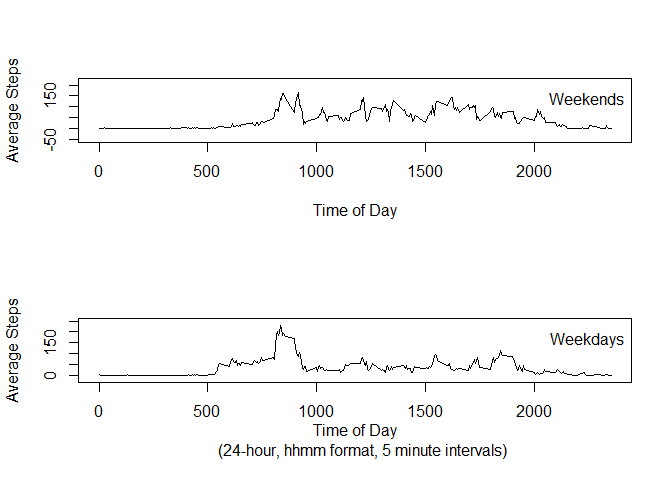 Average Steps
150
-50
Weekends
0
500
1000
1500
2000
Time of Day
Average Steps
150
0
Weekdays
0
500
1000
1500
2000
Time of Day
(24-hour, hhmm format, 5 minute intervals)